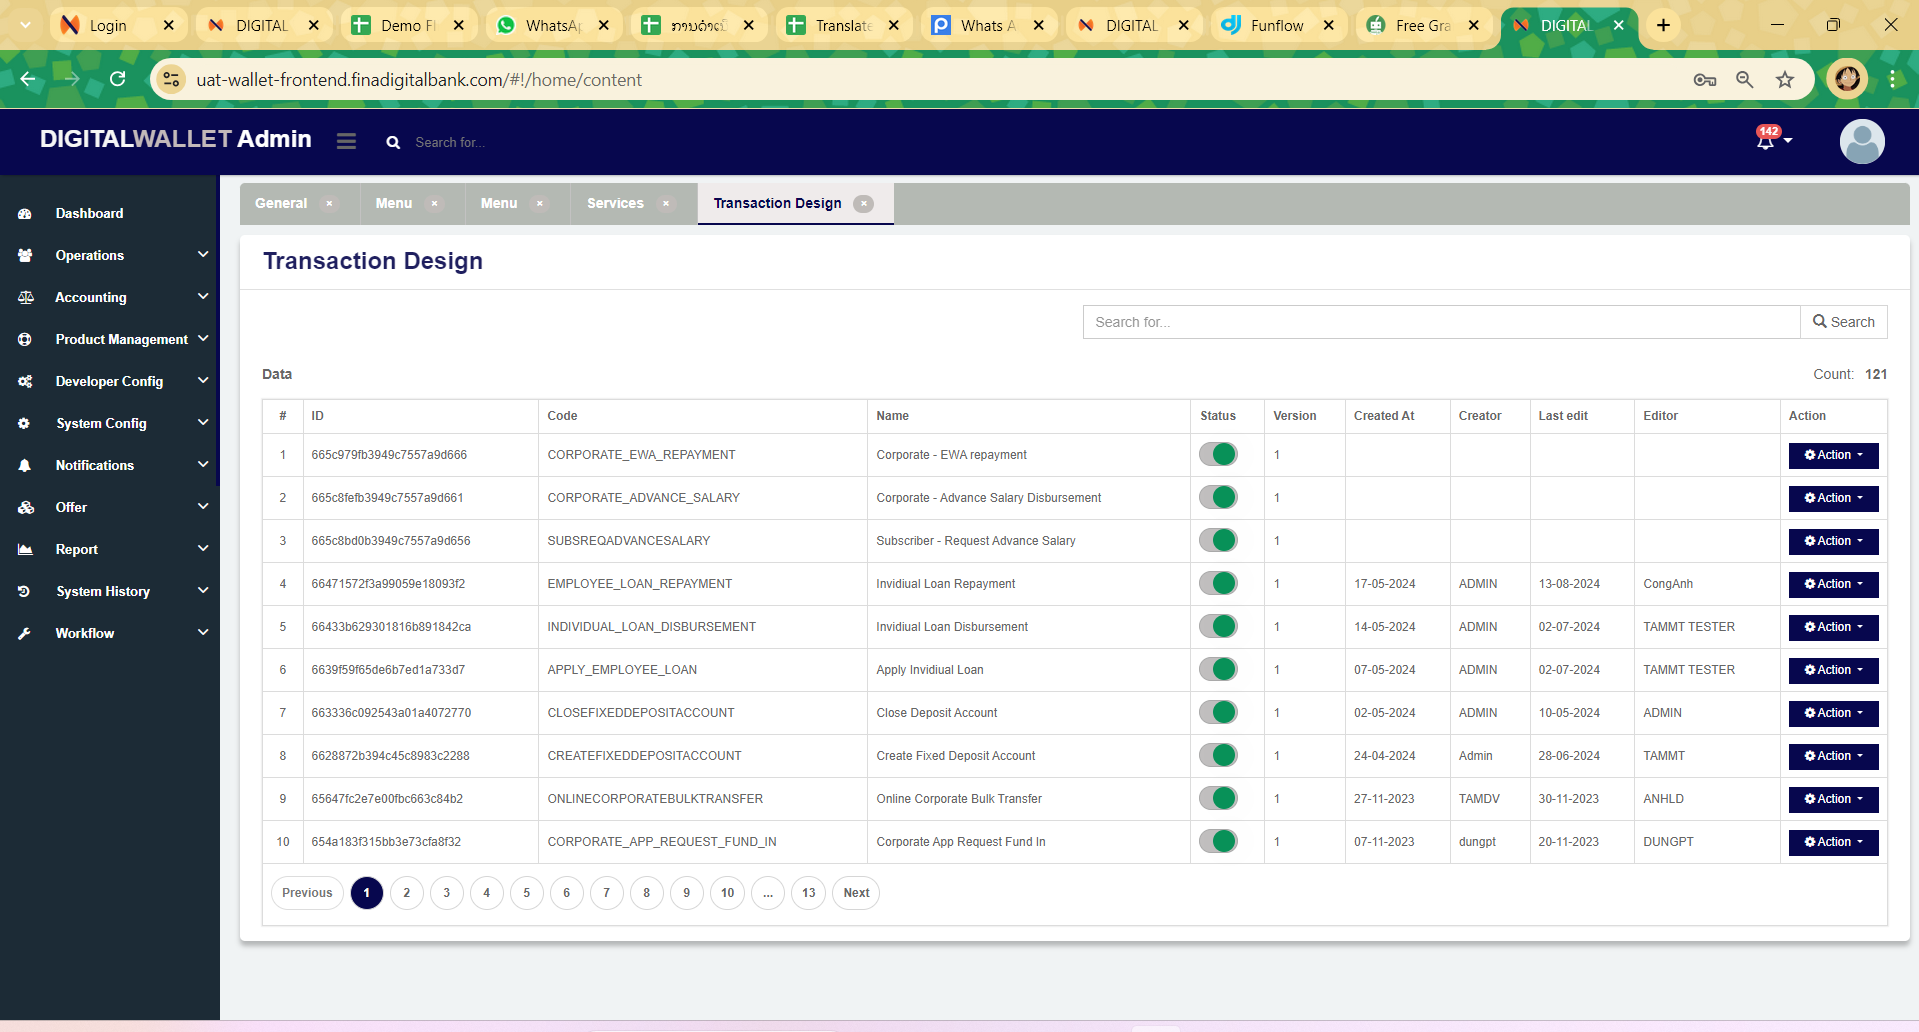 Login DIGITAL Demo Fl WhatsAp ການດຳເນີ Translate Whats A DIGITAL Funflow Free Gra DIGITAL
uat-wallet-frontend.finadigitalbank.com/#!/home/content
DIGITALWALLET Admin Search for... 142
General Menu Menu Services Transaction Design
Dashboard
Operations
Accounting
Product Management
Developer Config
System Config
Notifications
Offer
Report
System History
Workflow
Transaction Design
Search for... Search
Data Count: 121
# ID Code Name Status Version Created At Creator Last edit Editor Action
1 665c979fb3949c7557a9d666 CORPORATE_EWA_REPAYMENT Corporate - EWA repayment 1 Action
2 665c8fefb3949c7557a9d661 CORPORATE_ADVANCE_SALARY Corporate - Advance Salary Disbursement 1 Action
3 665c8bd0b3949c7557a9d656 SUBSREQADVANCESALARY Subscriber - Request Advance Salary 1 Action
4 66471572f3a99059e18093f2 EMPLOYEE_LOAN_REPAYMENT Invidiual Loan Repayment 1 17-05-2024 ADMIN 13-08-2024 CongAnh Action
5 66433b629301816b891842ca INDIVIDUAL_LOAN_DISBURSEMENT Invidiual Loan Disbursement 1 14-05-2024 ADMIN 02-07-2024 TAMMT TESTER Action
6 6639f59f65de6b7ed1a733d7 APPLY_EMPLOYEE_LOAN Apply Invidiual Loan 1 07-05-2024 ADMIN 02-07-2024 TAMMT TESTER Action
7 663336c092543a01a4072770 CLOSEFIXEDDEPOSITACCOUNT Close Deposit Account 1 02-05-2024 ADMIN 10-05-2024 ADMIN Action
8 6628872b394c45c8983c2288 CREATEFIXEDDEPOSITACCOUNT Create Fixed Deposit Account 1 24-04-2024 Admin 28-06-2024 TAMMT Action
9 65647fc2e7e00fbc663c84b2 ONLINECORPORATEBULKTRANSFER Online Corporate Bulk Transfer 1 27-11-2023 TAMDV 30-11-2023 ANHLD Action
10 654a183f315bb3e73cfa8f32 CORPORATE_APP_REQUEST_FUND_IN Corporate App Request Fund In 1 07-11-2023 dungpt 20-11-2023 DUNGPT Action
Previous 1 2 3 4 5 6 7 8 9 10 ... 13 Next